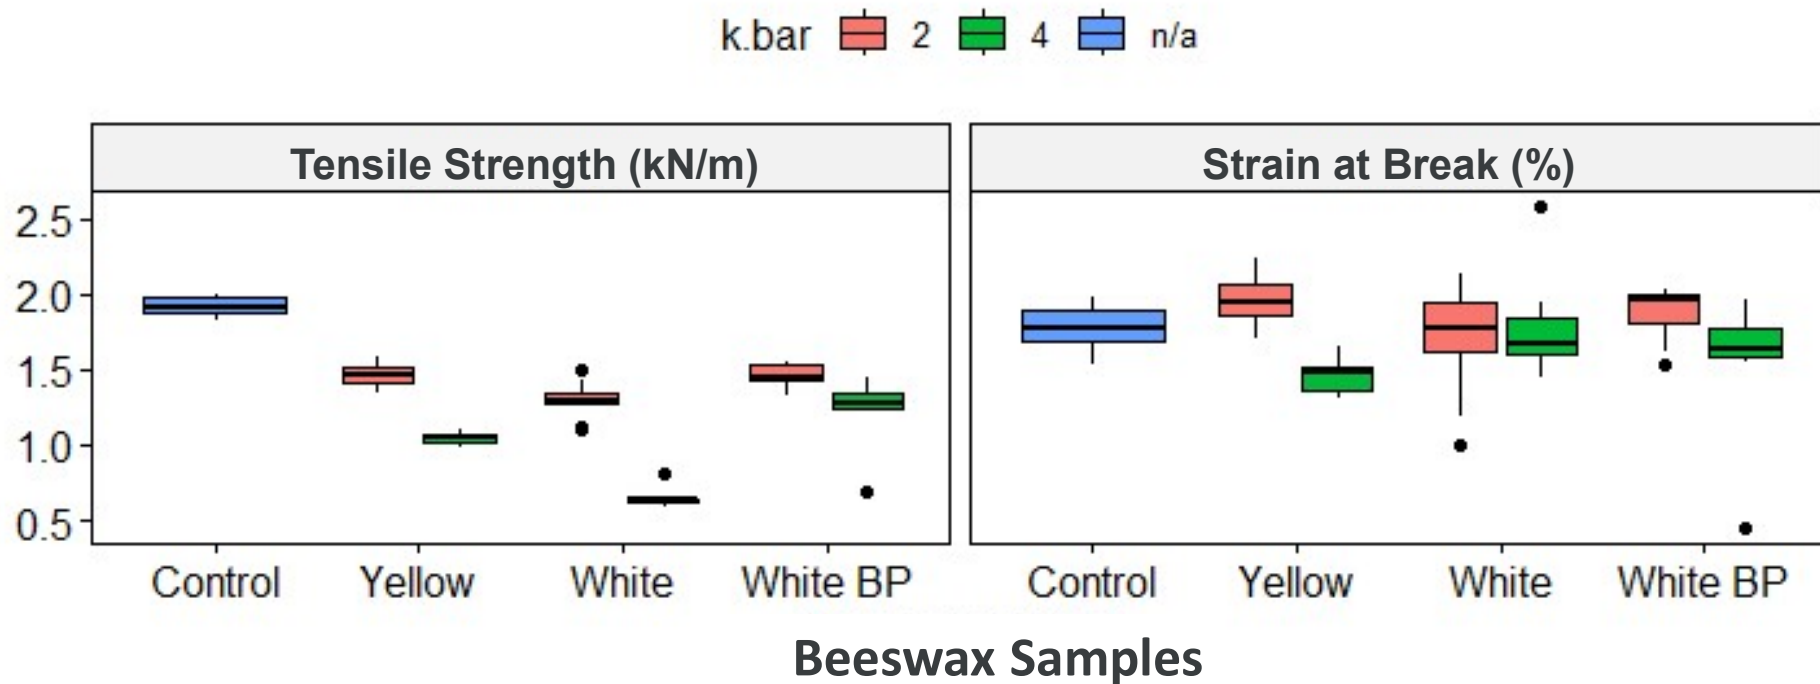 k.bar 2 4 n/a
Tensile Strength (kN/m) Strain at Break (%)
2.5
2.0
1.5
1.0
0.5
Control Yellow White White BP Control Yellow White White BP
Beeswax Samples